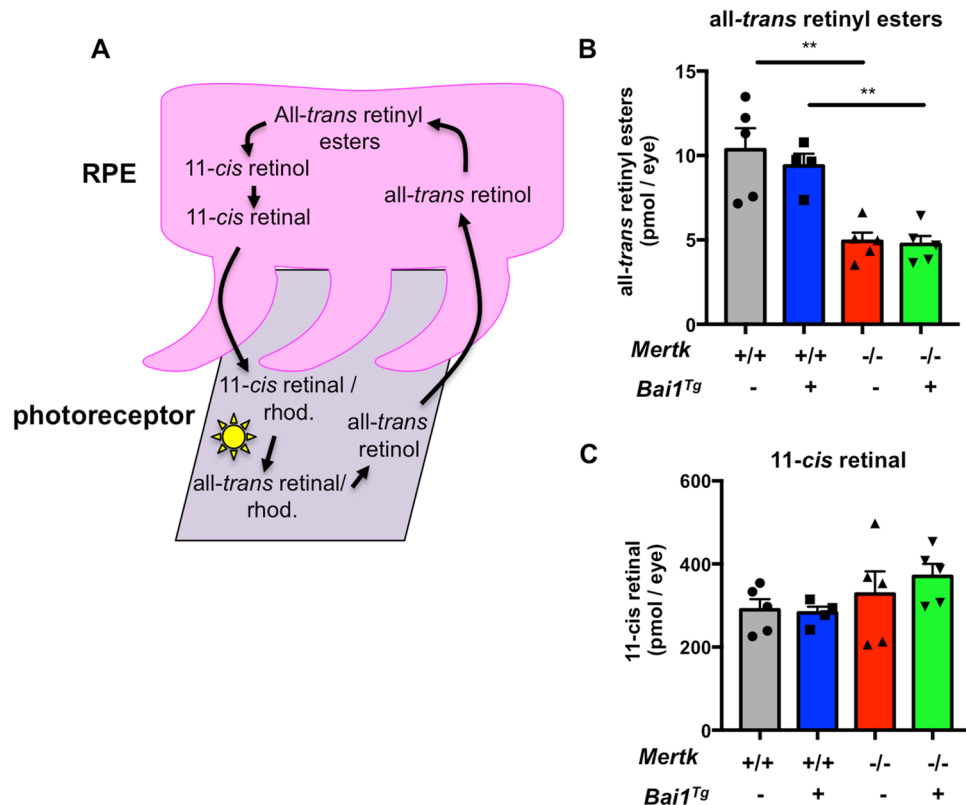 A
RPE
All-trans retinyl
esters
11-cis retinol
11-cis retinal
all-trans retinol
photoreceptor
11-cis retinal /
rhod.
all-trans
retinol
all-trans retinal/
rhod.
B
all-trans retinyl esters
**
**
all-trans retinyl esters
(pmol / eye)
15
10
5
0
Mertk +/+ +/+ -/- -/-
Bai1Tg - + - +
C
11-cis retinal
11-cis retinal
(pmol / eye)
600
400
200
0
Mertk +/+ +/+ -/- -/-
Bai1Tg - + - +